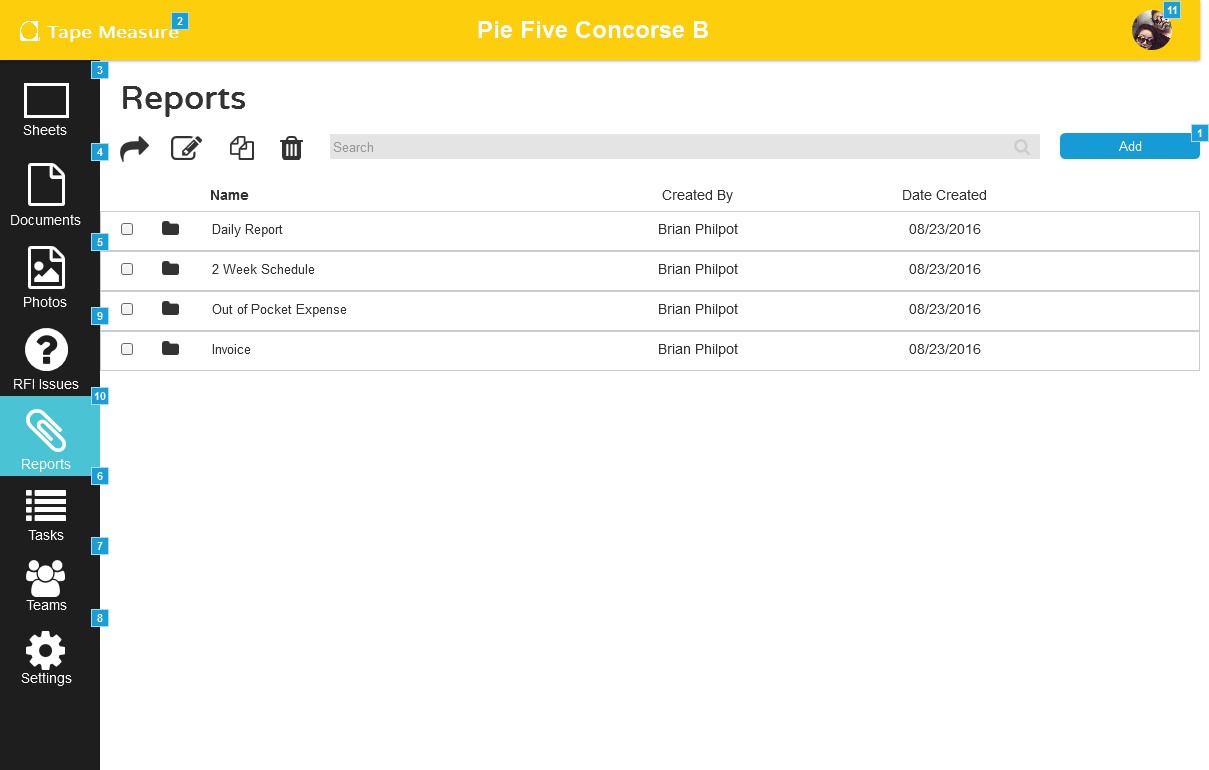 Tape Measure 2 Pie Five Concorse B 11
3
Sheets
4
Documents
5
Photos
9
RFI Issues
10
Reports
6
Tasks
7
Teams
8
Settings
Reports
Search Add 1
Name Created By Date Created
Daily Report Brian Philpot 08/23/2016
2 Week Schedule Brian Philpot 08/23/2016
Out of Pocket Expense Brian Philpot 08/23/2016
Invoice Brian Philpot 08/23/2016